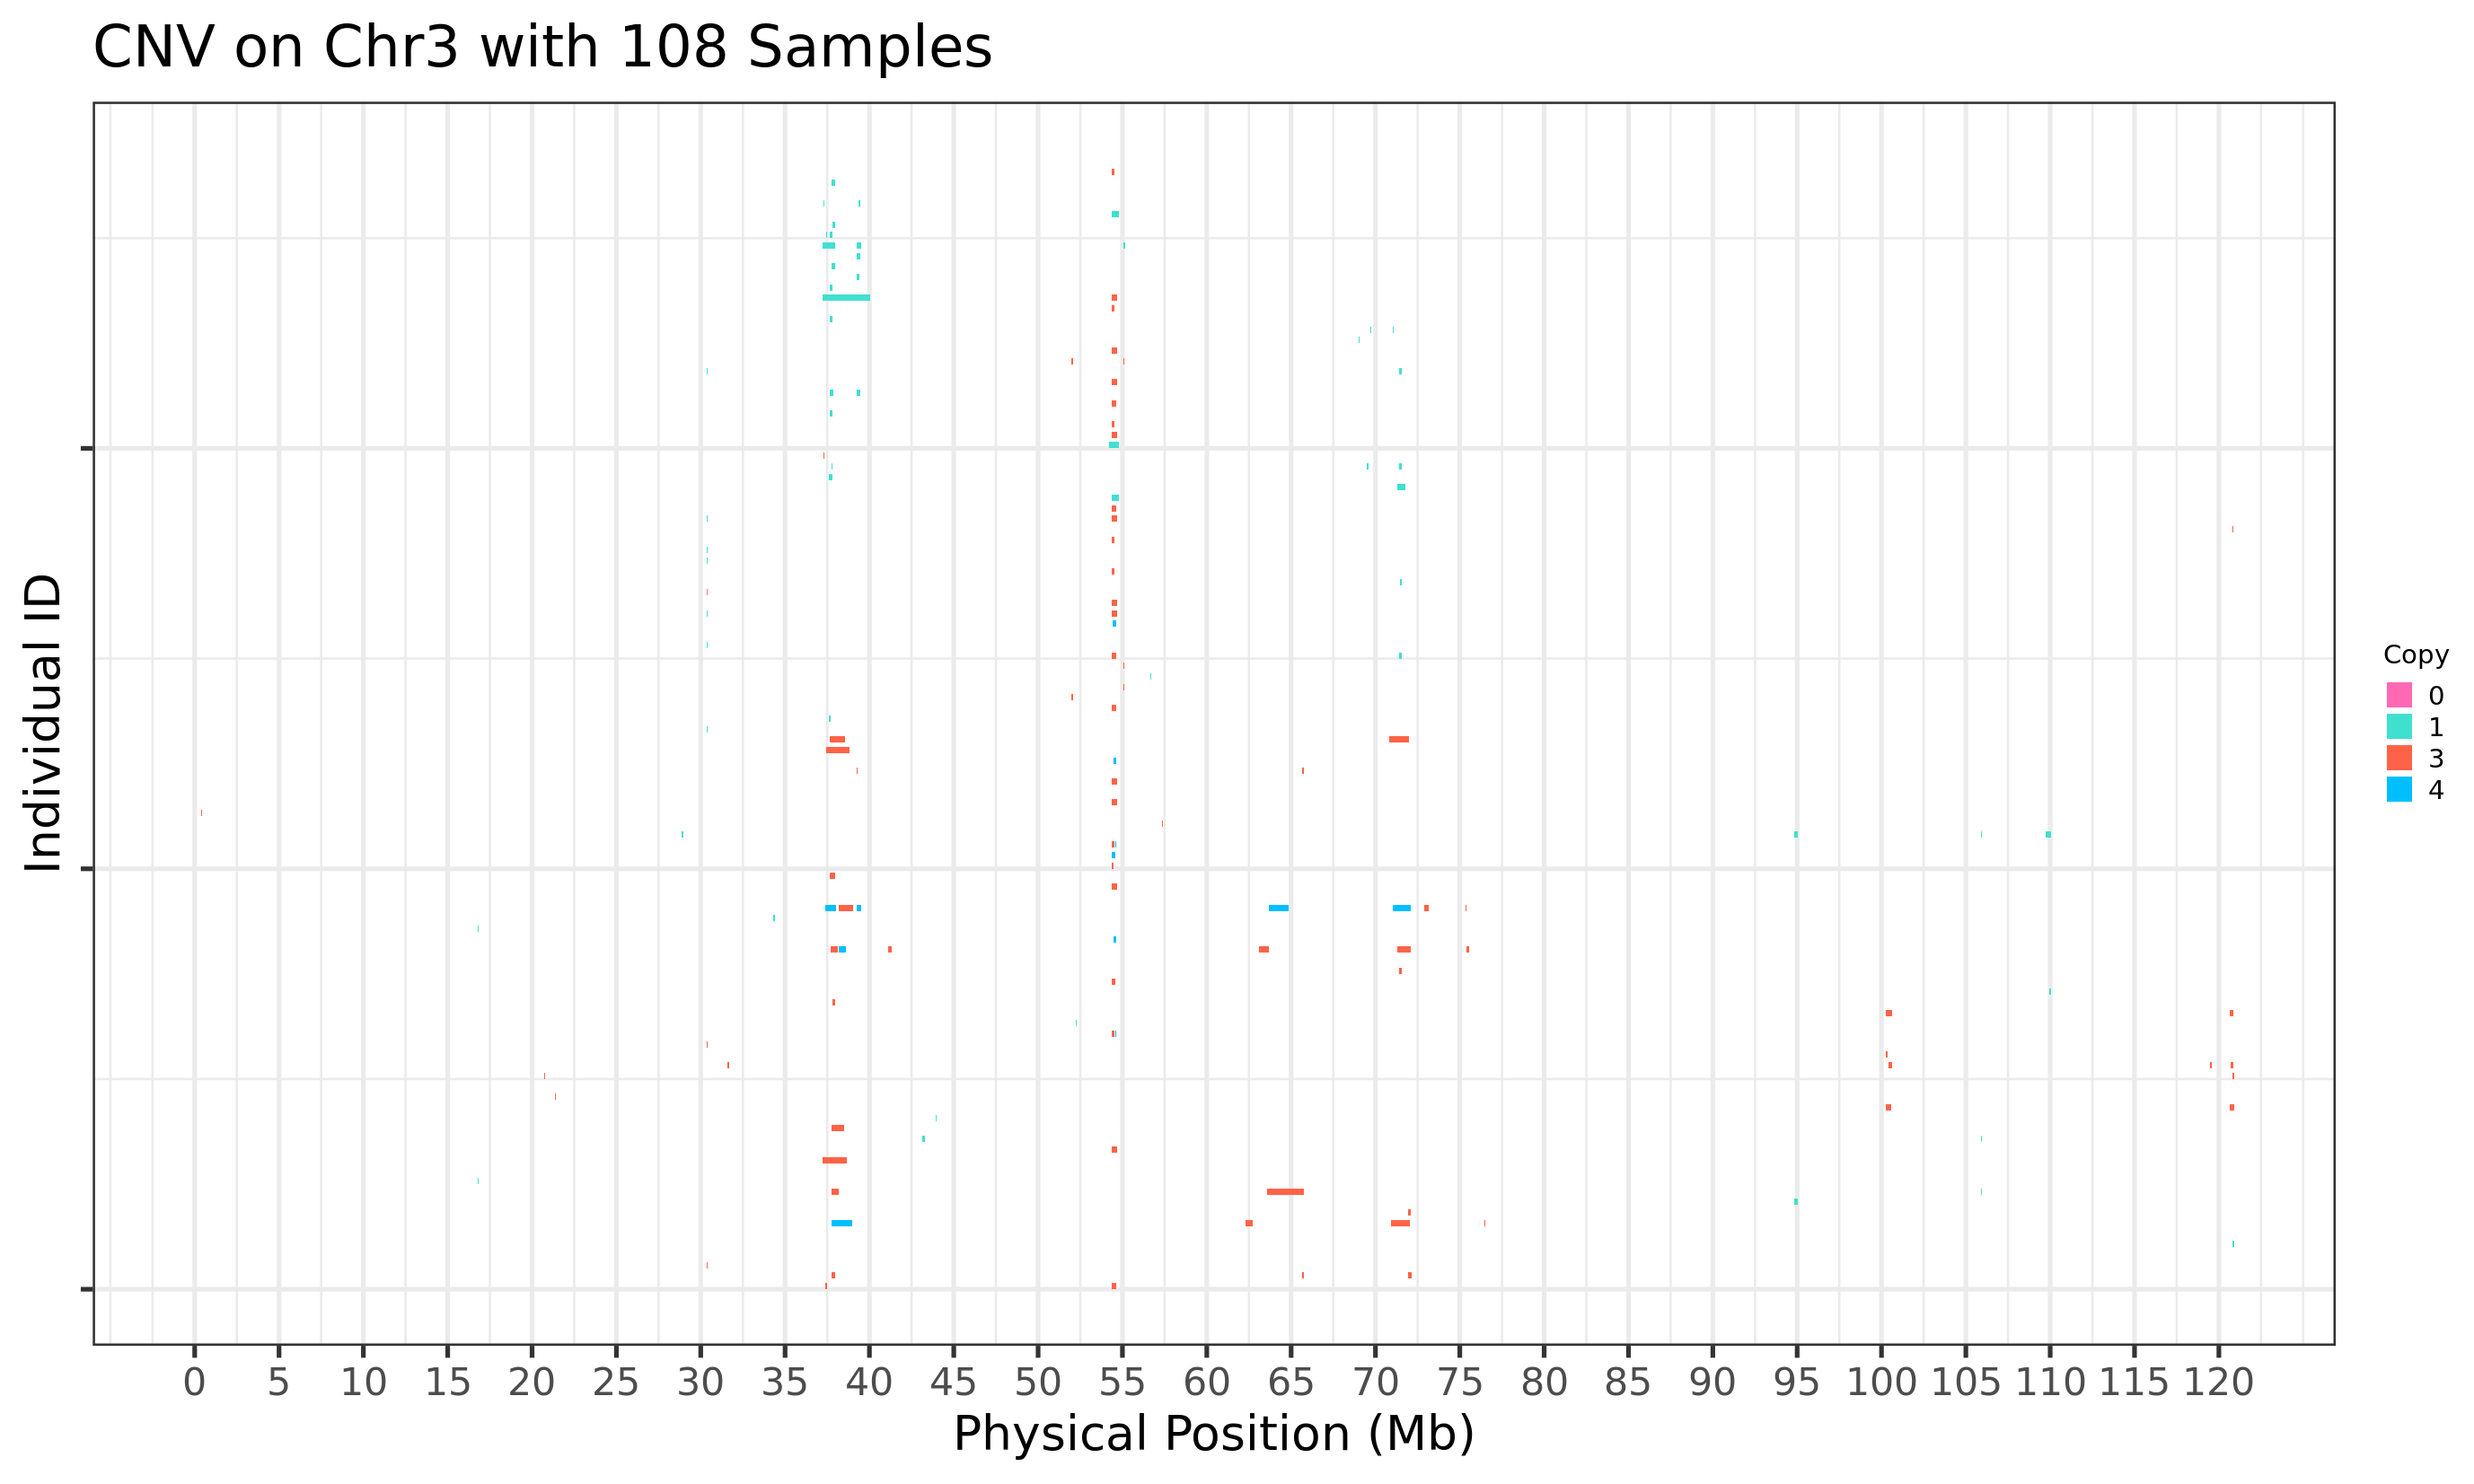 CNV on Chr3 with 108 Samples
Individual ID
Copy
0
1
3
4
0 5 10 15 20 25 30 35 40 45 50 55 60 65 70 75 80 85 90 95 100 105 110 115 120
Physical Position (Mb)